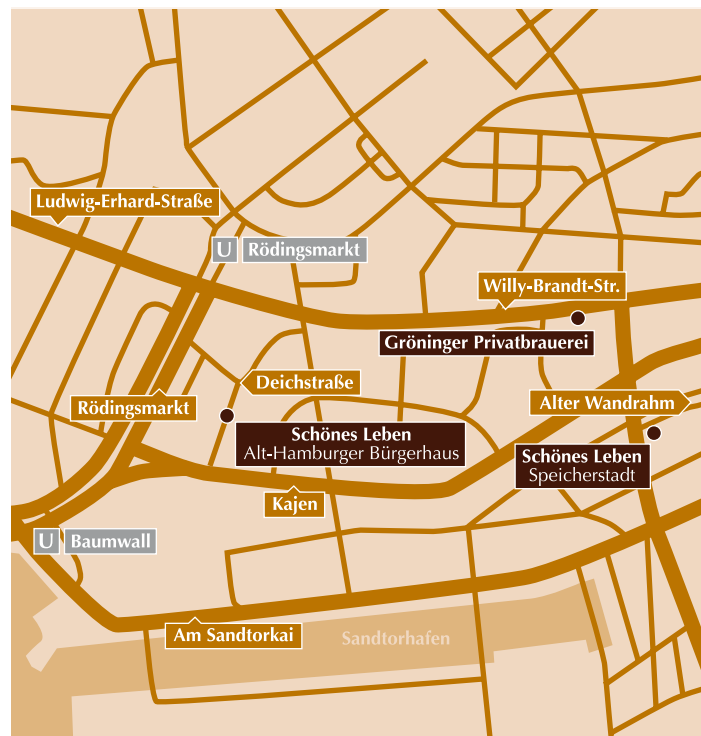 Ludwig-Erhard-Straße
U Rödingsmarkt
Willy-Brandt-Str.
Gröninger Privatbrauerei
Deichstraße
Rödingsmarkt
Alter Wandrahm
Schönes Leben
Alt-Hamburger Bürgerhaus
Schönes Leben
Speicherstadt
Kajen
U Baumwall
Am Sandtorkai
Sandtorhafen